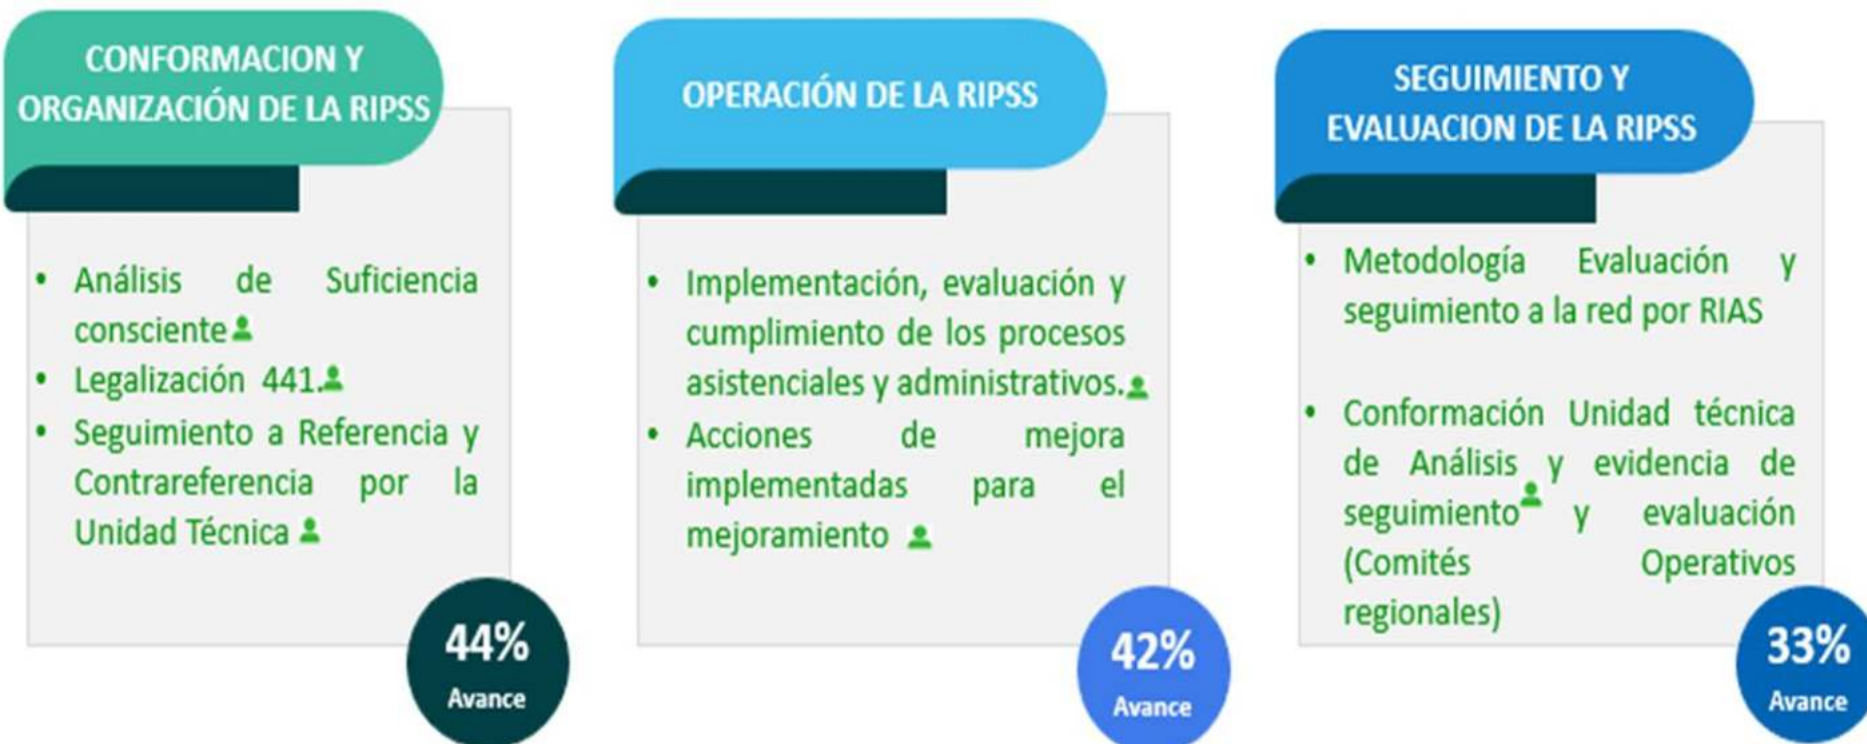 CONFORMACION Y
ORGANIZACIÓN DE LA RIPSS
• Análisis de Suficiencia
consciente
• Legalización 441.
• Seguimiento a Referencia y
Contrareferencia por la
Unidad Técnica
44%
Avance
OPERACIÓN DE LA RIPSS
• Implementación, evaluación y
cumplimiento de los procesos
asistenciales y administrativos.
• Acciones de mejora
implementadas para el
mejoramiento
42%
Avance
SEGUIMIENTO Y
EVALUACION DE LA RIPSS
• Metodología Evaluación y
seguimiento a la red por RIAS
• Conformación Unidad técnica
de Análisis y evidencia de
seguimiento y evaluación
(Comités Operativos
regionales)
33%
Avance